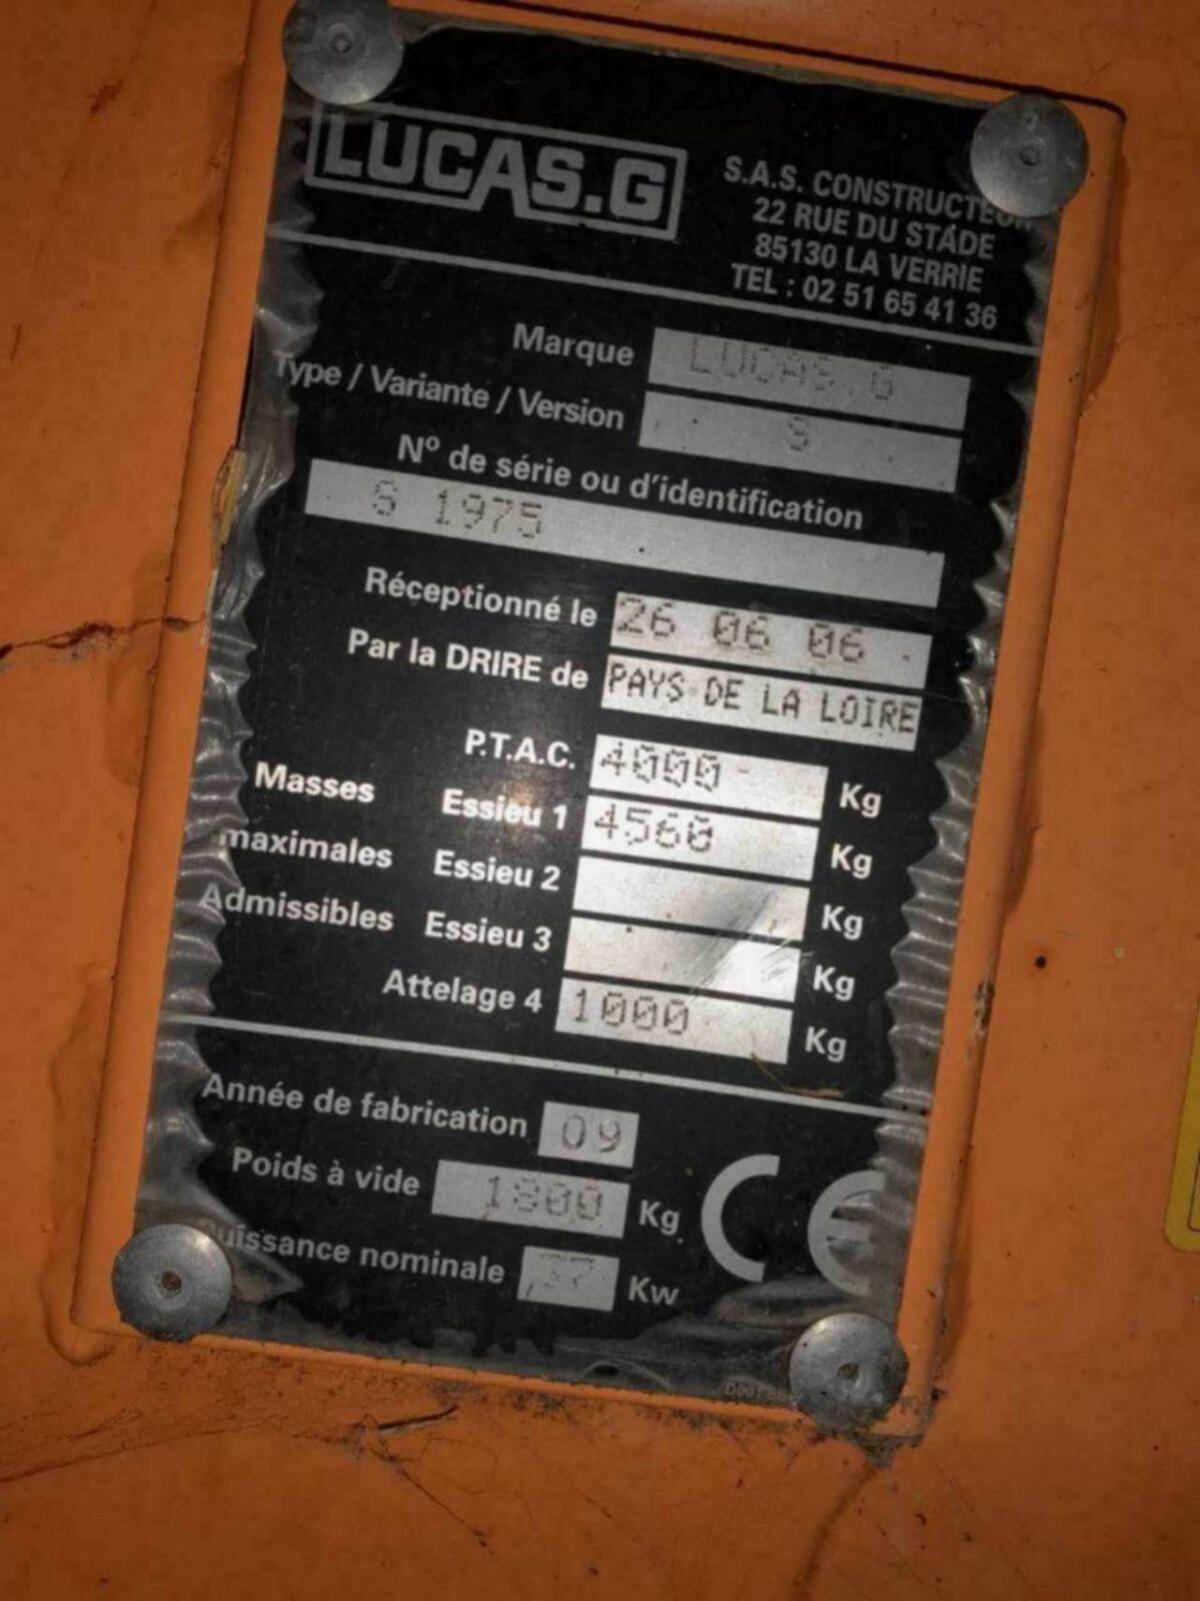 LUCAS.G
S.A.S. CONSTRUCTEUR
22 RUE DU STADE
85130 LA VERRIE
TEL : 02 51 65 41 36
Marque LUCAS.G
Type / Variante / Version
N° de série ou d'identification
1975
Réceptionné le 26 06 06
Par la DRIRE de PAYS DE LA LOIRE
P.T.A.C. 4000 Kg
Masses Essieu 1 4560 Kg
maximales Essieu 2 Kg
Admissibles Essieu 3 Kg
Attelage 4 1000 Kg
Année de fabrication 09
Poids à vide 1800 Kg
Puissance nominale 37 Kw
CE